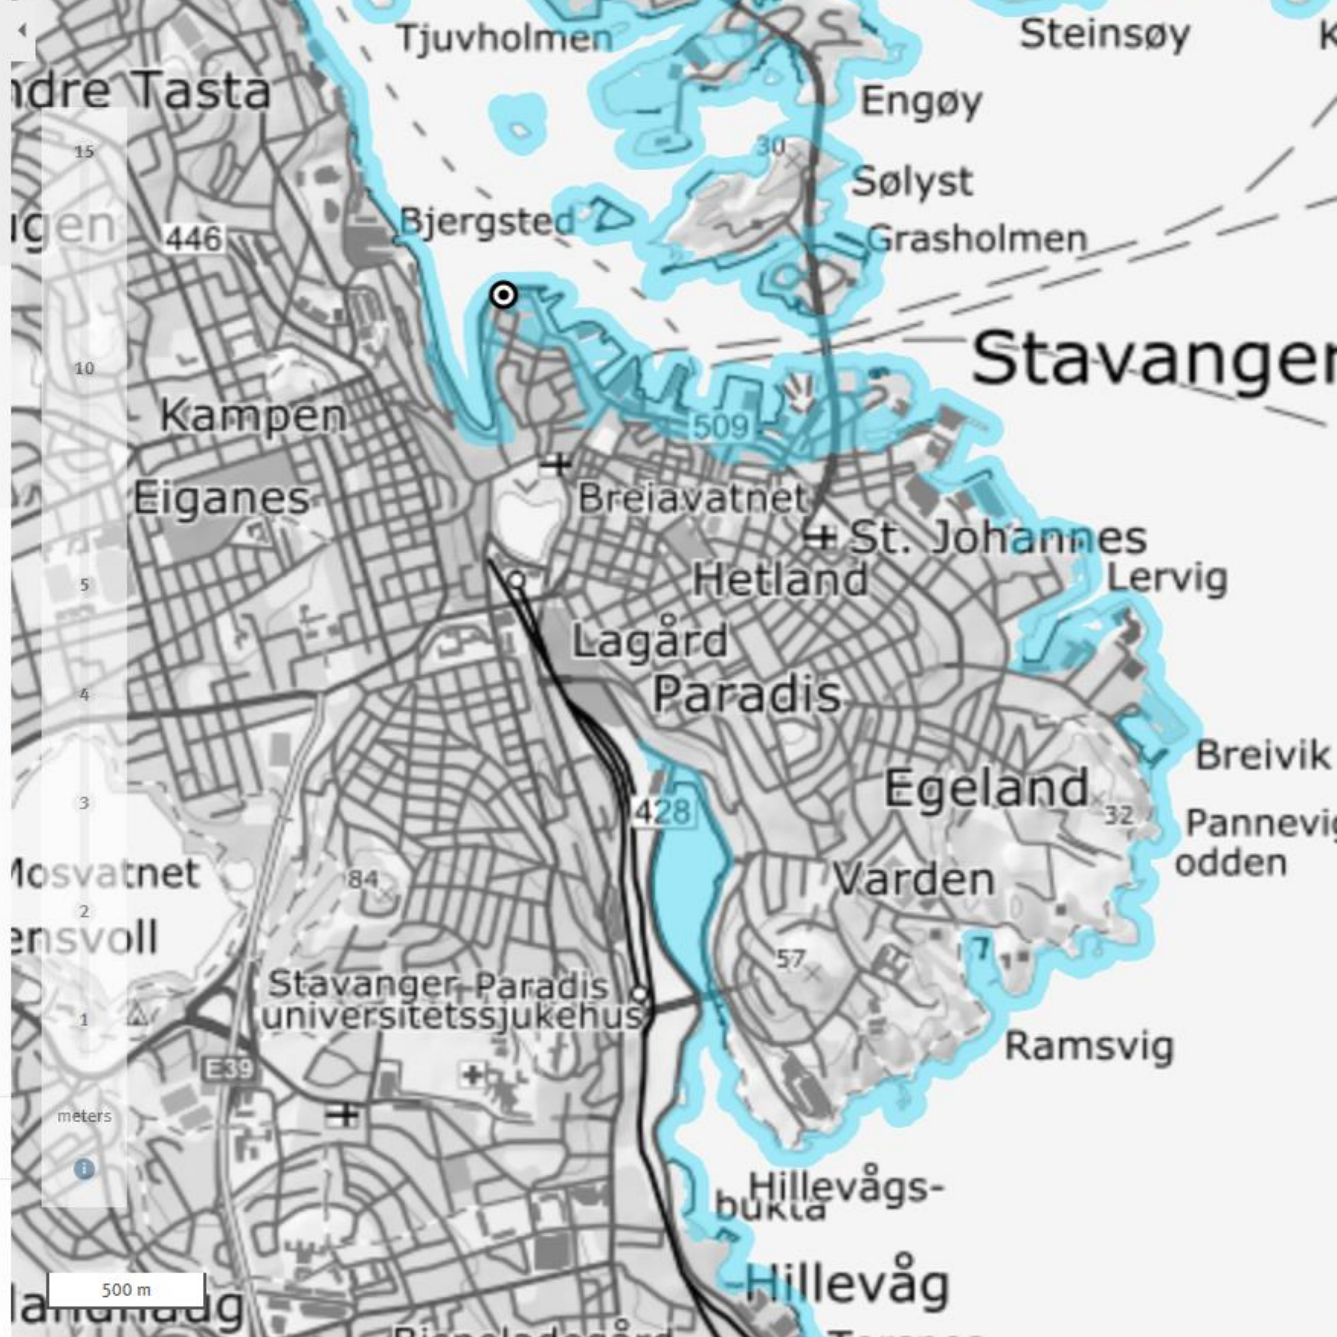 Tjuvholmen
Steinsøy
K
ndre Tasta
Engøy
15
30
Sølyst
Bjergsted
ugen
446
Grasholmen
Stavanger
10
Kampen
509
Eiganes
Breiavatnet
St. Johannes
Hetland
Lervig
5
Lagård
Paradis
4
Breivik
Egeland
3
428
32
Pannevig
odden
Mosvatnet
84
Varden
2
ensvoll
57
Stavanger
Paradis
universitetssjukehus
1
Ramsvig
E39
meters
i
Hillevågs-
bukta
500 m
Hillevåg